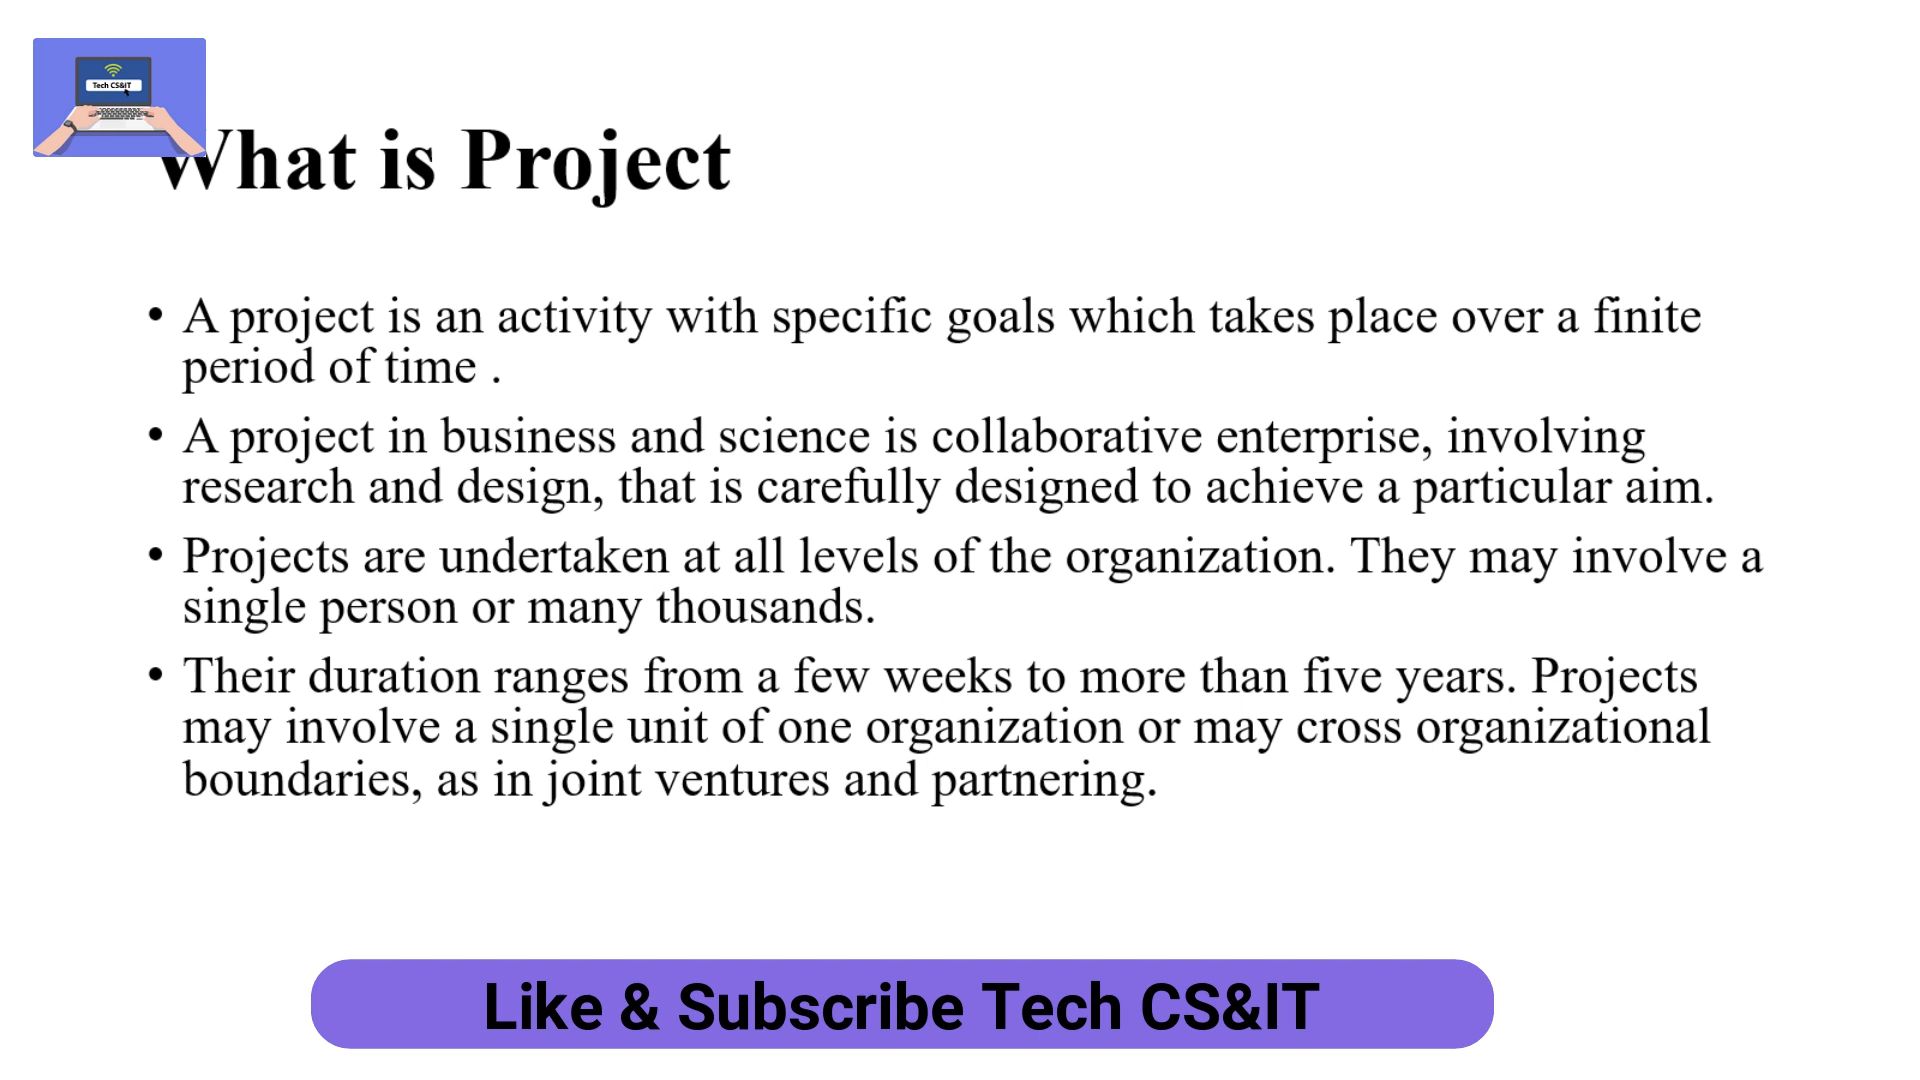 Tech CS&IT
What is Project
• A project is an activity with specific goals which takes place over a finite
period of time .
• A project in business and science is collaborative enterprise, involving
research and design, that is carefully designed to achieve a particular aim.
• Projects are undertaken at all levels of the organization. They may involve a
single person or many thousands.
• Their duration ranges from a few weeks to more than five years. Projects
may involve a single unit of one organization or may cross organizational
boundaries, as in joint ventures and partnering.
Like & Subscribe Tech CS&IT